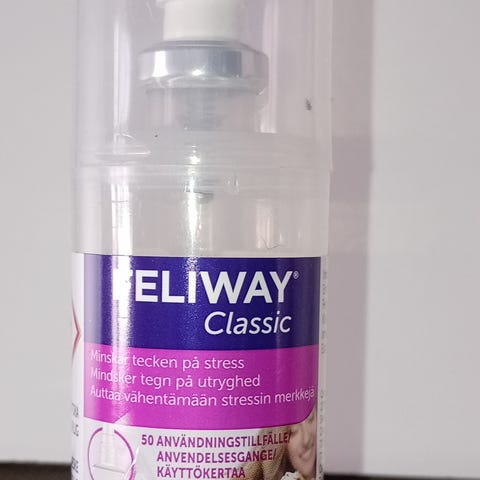 FELIWAY®
Classic
Minskar tecken på stress
Mindsker tegn på utryghed
Auttaa vähentämään stressin merkkejä
50 ANVÄNDNINGSTILLFÄLLEN/
ANVENDELSESGANGE/
KÄYTTÖKERTAA